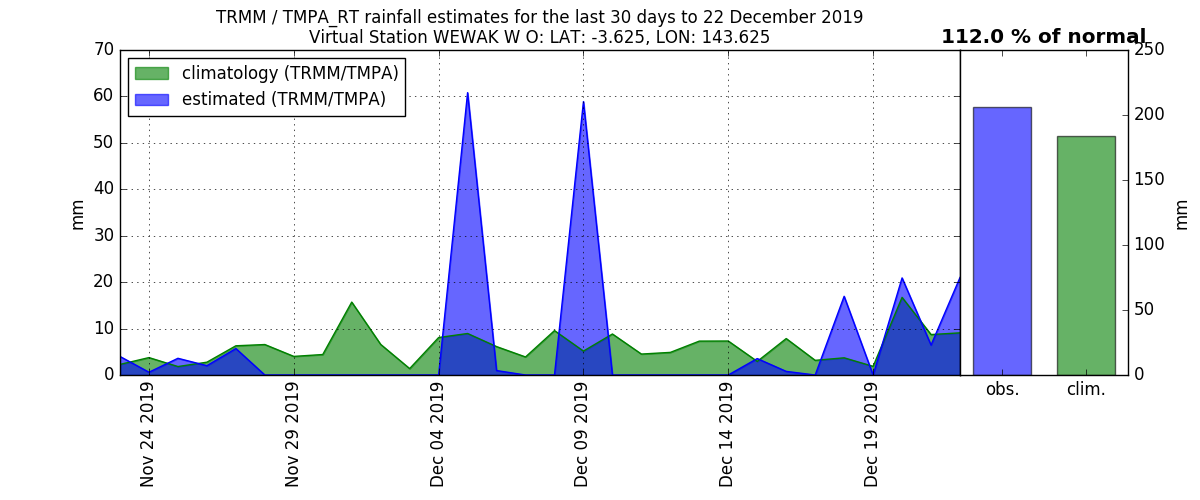 TRMM / TMPA_RT rainfall estimates for the last 30 days to 22 December 2019
Virtual Station WEWAK W O: LAT: -3.625, LON: 143.625
112.0 % of normal
climatology (TRMM/TMPA)
estimated (TRMM/TMPA)
70
60
50
40
30
20
10
0
mm
Nov 24 2019
Nov 29 2019
Dec 04 2019
Dec 09 2019
Dec 14 2019
Dec 19 2019
obs.
clim.
250
200
150
100
50
0
mm